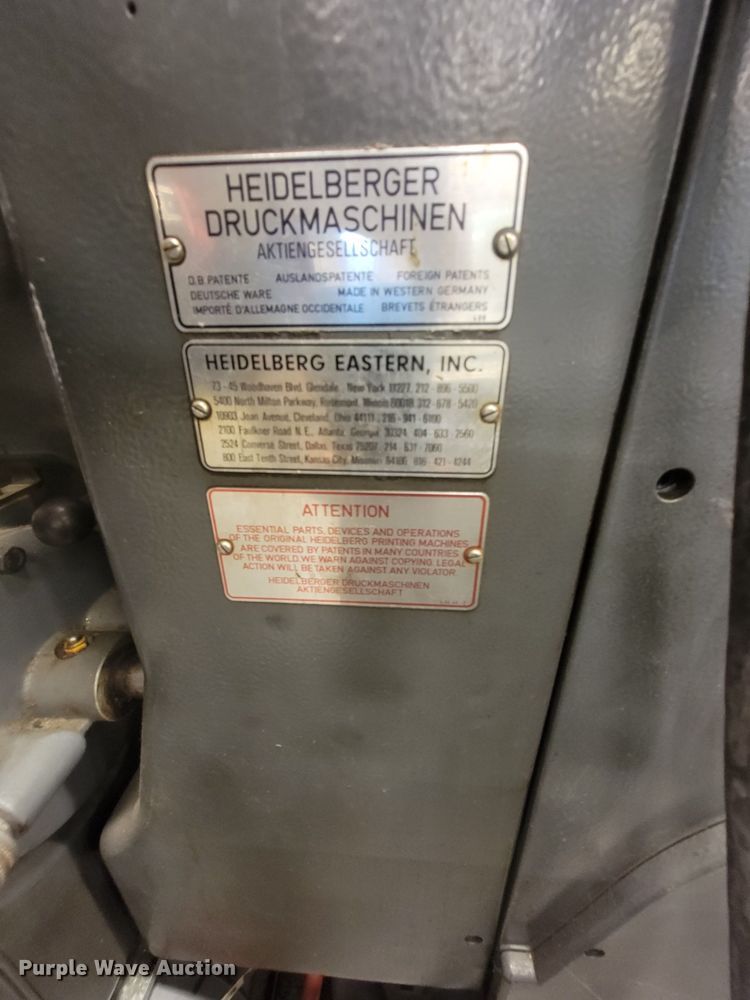 HEIDELBERGER
DRUCKMASCHINEN
AKTIENGESELLSCHAFT
D.B. PATENTE AUSLANDSPATENTE FOREIGN PATENTS
DEUTSCHE WARE MADE IN WESTERN GERMANY
IMPORTÉ D'ALLEMAGNE OCCIDENTALE BREVETS ÉTRANGERS
HEIDELBERG EASTERN, INC.
73-45 Woodhaven Blvd. Glendale, New York 11227, 212-896-5500
5400 North Milton Parkway, Rosemont, Illinois 60018 312-678-5420
10903 Jean Avenue, Cleveland, Ohio 44111, 216-941-6100
2100 Faulkner Road N.E., Atlanta, Georgia 30324 404-633-2560
2524 Converse Street, Dallas, Texas 75207, 214-631-7060
800 East Tenth Street, Kansas City, Missouri 64106, 816-421-4244
ATTENTION
ESSENTIAL PARTS, DEVICES AND OPERATIONS
OF THE ORIGINAL HEIDELBERG PRINTING MACHINES
ARE COVERED BY PATENTS IN MANY COUNTRIES
OF THE WORLD. WE WARN AGAINST COPYING. LEGAL
ACTION WILL BE TAKEN AGAINST ANY VIOLATOR.
HEIDELBERGER DRUCKMASCHINEN
AKTIENGESELLSCHAFT
Purple Wave Auction